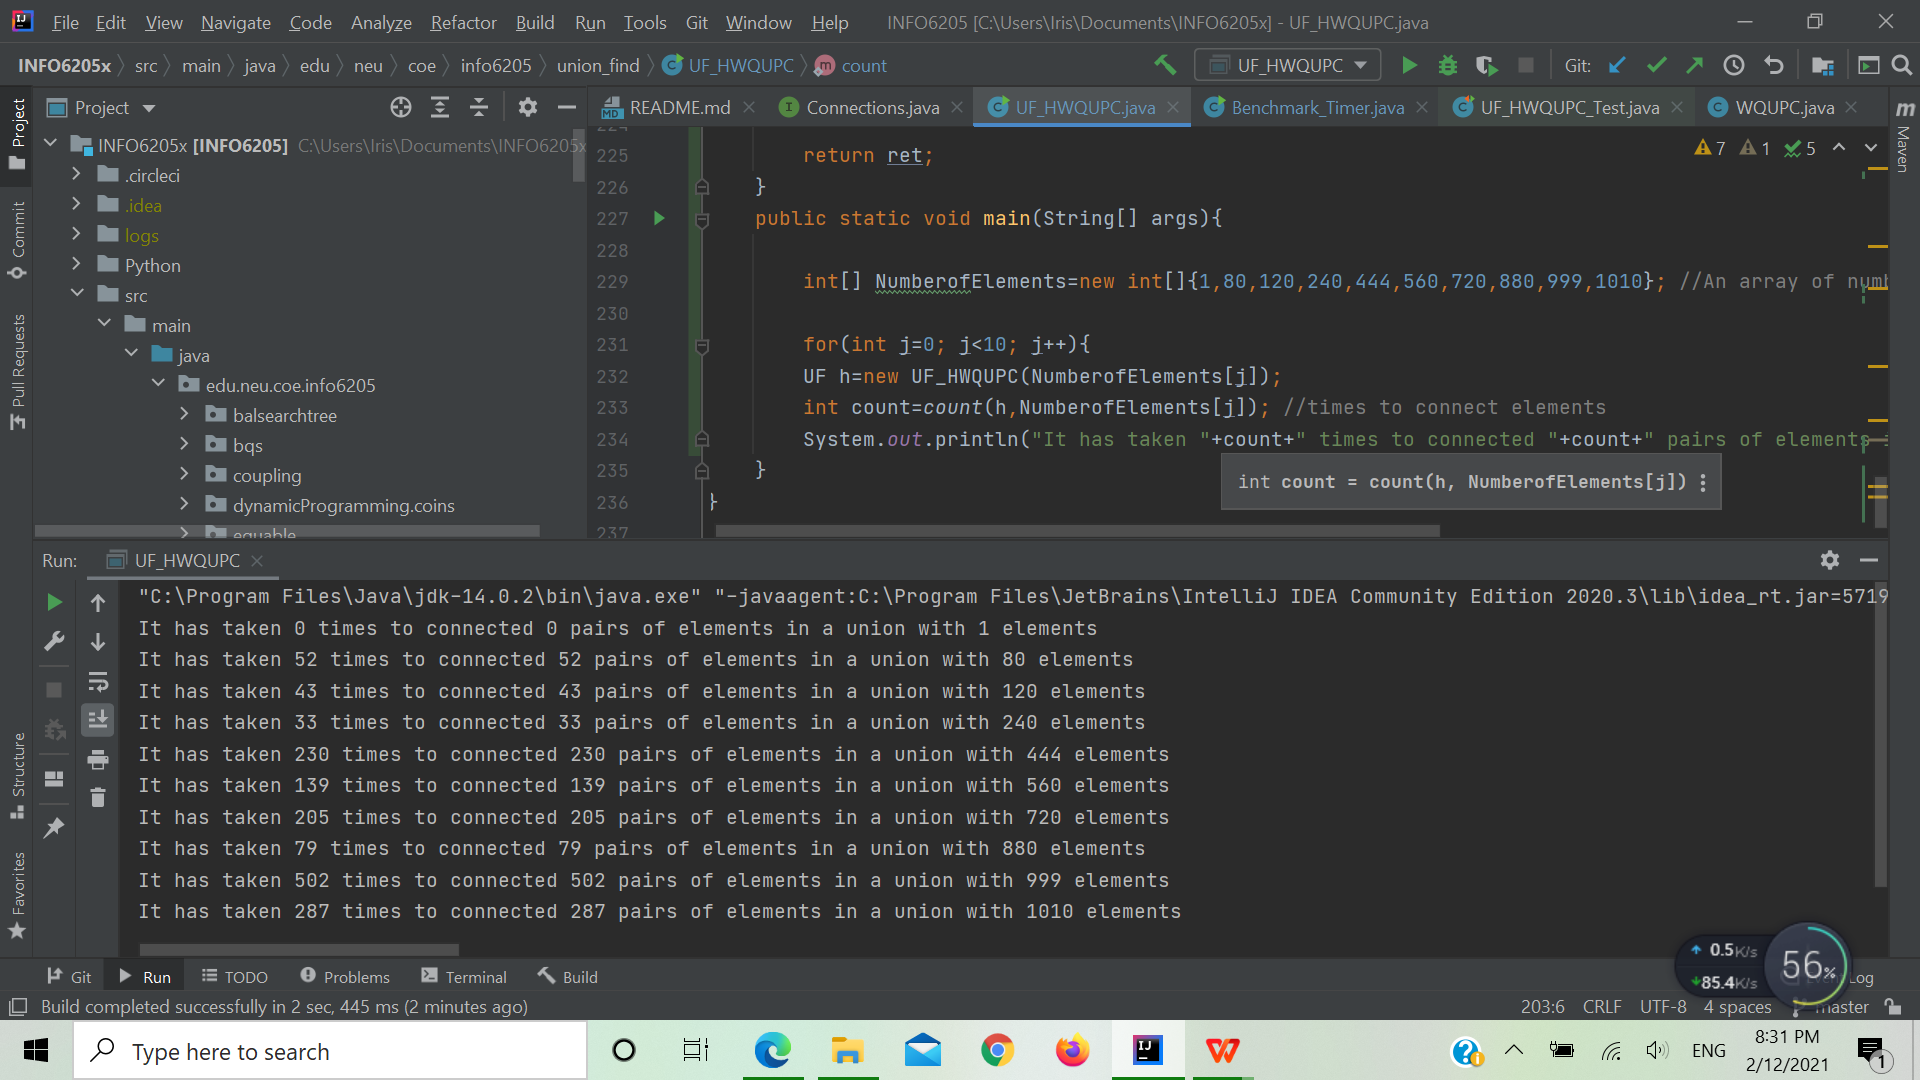 File Edit View Navigate Code Analyze Refactor Build Run Tools Git Window Help INFO6205 [C:\Users\Iris\Documents\INFO6205x] - UF_HWQUPC.java
INFO6205x src main java edu neu coe info6205 union_find UF_HWQUPC count UF_HWQUPC Git:
Project README.md Connections.java UF_HWQUPC.java Benchmark_Timer.java UF_HWQUPC_Test.java WQUPC.java
Project
Commit
Pull Requests
Structure
Favorites
Maven
INFO6205x [INFO6205] C:\Users\Iris\Documents\INFO6205x
.circleci
.idea
logs
Python
src
main
java
edu.neu.coe.info6205
balsearchtree
bqs
coupling
dynamicProgramming.coins
equable
7 1 5
224
225 return ret;
226 }
227 public static void main(String[] args){
228
229 int[] NumberofElements=new int[]{1,80,120,240,444,560,720,880,999,1010}; //An array of numb
230
231 for(int j=0; j<10; j++){
232 UF h=new UF_HWQUPC(NumberofElements[j]);
233 int count=count(h,NumberofElements[j]); //times to connect elements
234 System.out.println("It has taken "+count+" times to connected "+count+" pairs of elements
235 }
236 }
237
int count = count(h, NumberofElements[j])
Run: UF_HWQUPC
"C:\Program Files\Java\jdk-14.0.2\bin\java.exe" "-javaagent:C:\Program Files\JetBrains\IntelliJ IDEA Community Edition 2020.3\lib\idea_rt.jar=5719
It has taken 0 times to connected 0 pairs of elements in a union with 1 elements
It has taken 52 times to connected 52 pairs of elements in a union with 80 elements
It has taken 43 times to connected 43 pairs of elements in a union with 120 elements
It has taken 33 times to connected 33 pairs of elements in a union with 240 elements
It has taken 230 times to connected 230 pairs of elements in a union with 444 elements
It has taken 139 times to connected 139 pairs of elements in a union with 560 elements
It has taken 205 times to connected 205 pairs of elements in a union with 720 elements
It has taken 79 times to connected 79 pairs of elements in a union with 880 elements
It has taken 502 times to connected 502 pairs of elements in a union with 999 elements
It has taken 287 times to connected 287 pairs of elements in a union with 1010 elements
0.5K/s
85.4K/s
56%
Git Run TODO Problems Terminal Build Log
Build completed successfully in 2 sec, 445 ms (2 minutes ago) 203:6 CRLF UTF-8 4 spaces master
Type here to search ENG
8:31 PM
2/12/2021
1